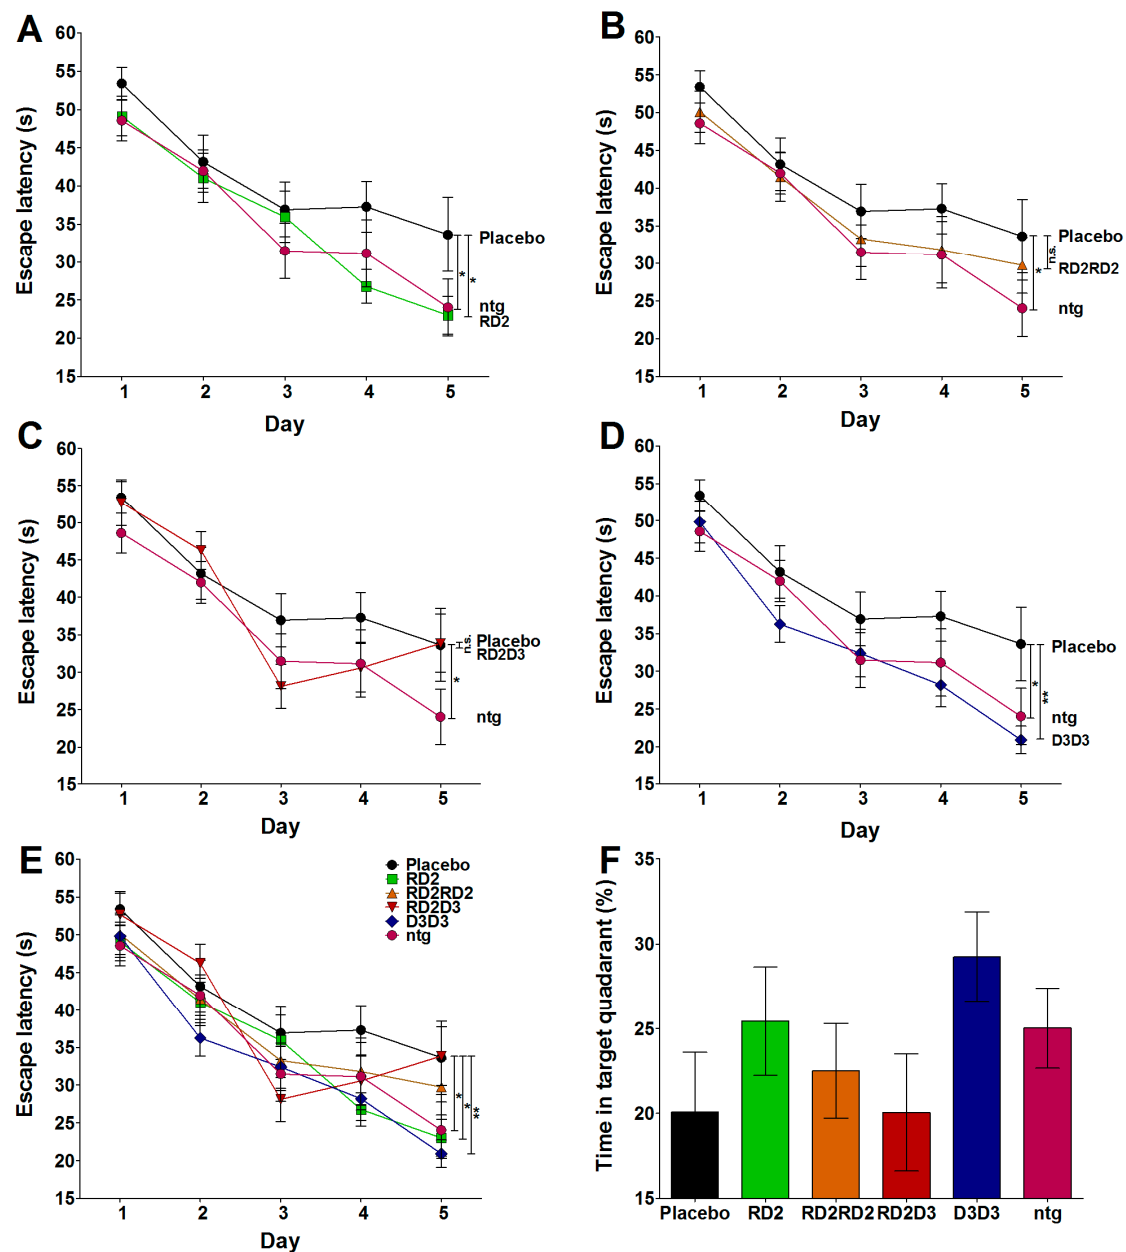 A
Escape latency (s)
60
55
50
45
40
35
30
25
20
15
1 2 3 4 5
Day
Placebo
ntg
RD2
*
*
B
Escape latency (s)
60
55
50
45
40
35
30
25
20
15
1 2 3 4 5
Day
Placebo
RD2RD2
ntg
n.s.
*
C
Escape latency (s)
60
55
50
45
40
35
30
25
20
15
1 2 3 4 5
Day
Placebo
RD2D3
ntg
n.s.
*
D
Escape latency (s)
60
55
50
45
40
35
30
25
20
15
1 2 3 4 5
Day
Placebo
ntg
D3D3
*
**
E
Escape latency (s)
60
55
50
45
40
35
30
25
20
15
1 2 3 4 5
Day
Placebo
RD2
RD2RD2
RD2D3
D3D3
ntg
*
*
**
F
Time in target quadarant (%)
35
30
25
20
15
Placebo RD2 RD2RD2 RD2D3 D3D3 ntg